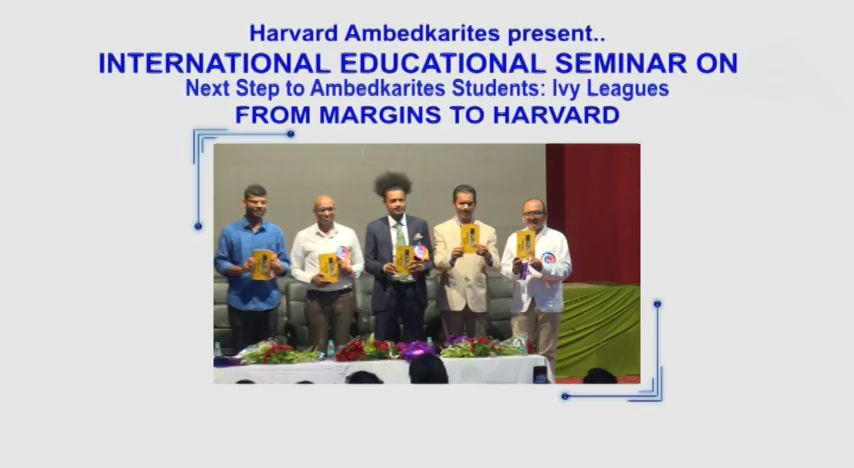 Harvard Ambedkarites present..
INTERNATIONAL EDUCATIONAL SEMINAR ON
Next Step to Ambedkarites Students: Ivy Leagues
FROM MARGINS TO HARVARD